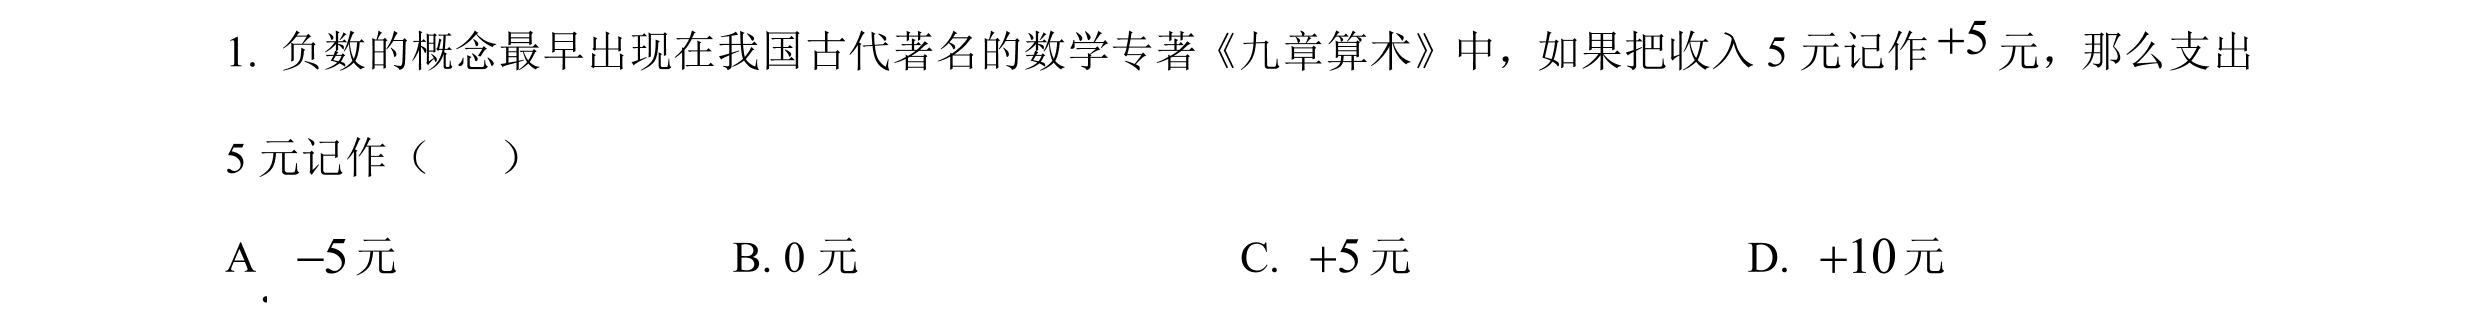 1. 负数的概念最早出现在我国古代著名的数学专著《九章算术》中，如果把收入 5 元记作 +5 元，那么支出
5 元记作（ ）
A . −5 元 B. 0 元 C. +5 元 D. +10 元